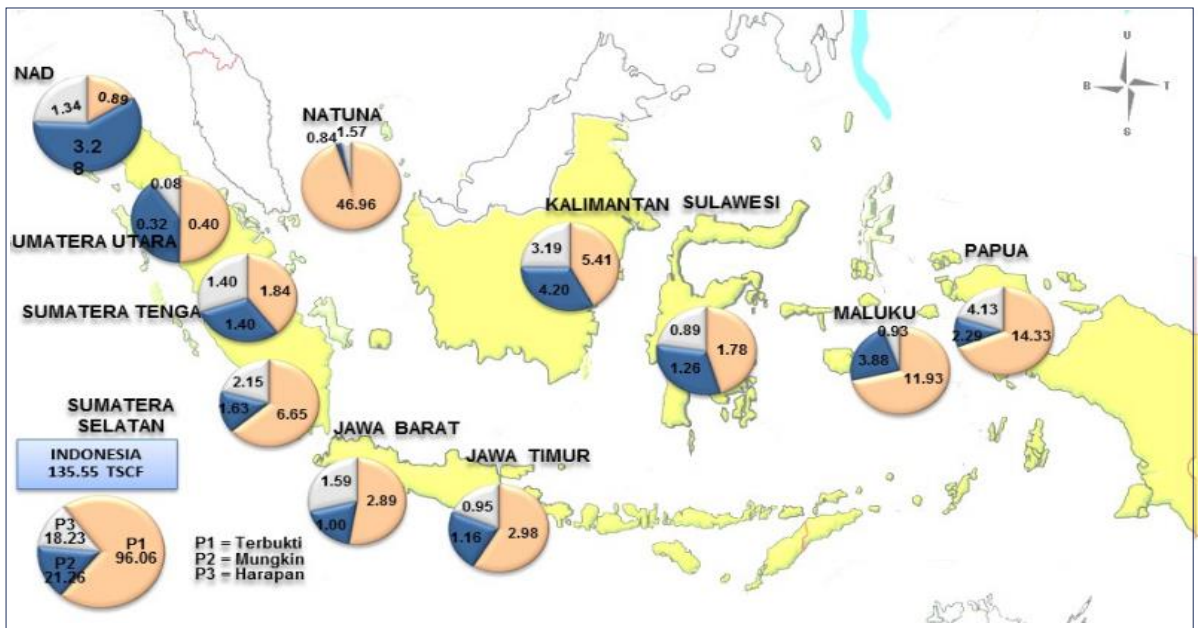 U
B T
S
NAD
1.34 0.89
3.2
8
NATUNA
0.84 1.57
46.96
0.08
0.32 0.40
UMATERA UTARA
1.40 1.84
1.40
SUMATERA TENGA
2.15
1.63 6.65
SUMATERA
SELATAN
KALIMANTAN
3.19 5.41
4.20
SULAWESI
0.89 1.78
1.26
MALUKU
0.93
3.88
11.93
PAPUA
4.13
2.29 14.33
JAWA BARAT
1.59 2.89
1.00
JAWA TIMUR
0.95
1.16 2.98
INDONESIA
135.55 TSCF
P3
18.23
P1
96.06
P2
21.26
P1 = Terbukti
P2 = Mungkin
P3 = Harapan